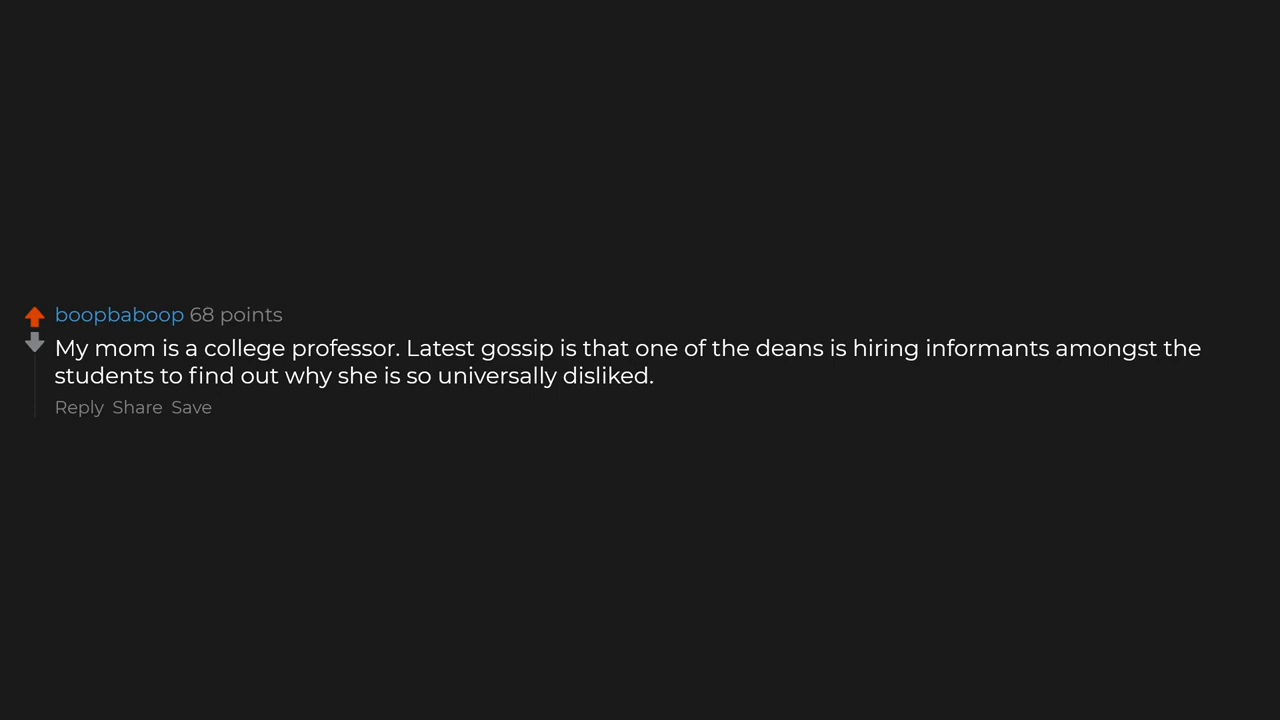 boopbaboop 68 points
My mom is a college professor. Latest gossip is that one of the deans is hiring informants amongst the
students to find out why she is so universally disliked.
Reply Share Save